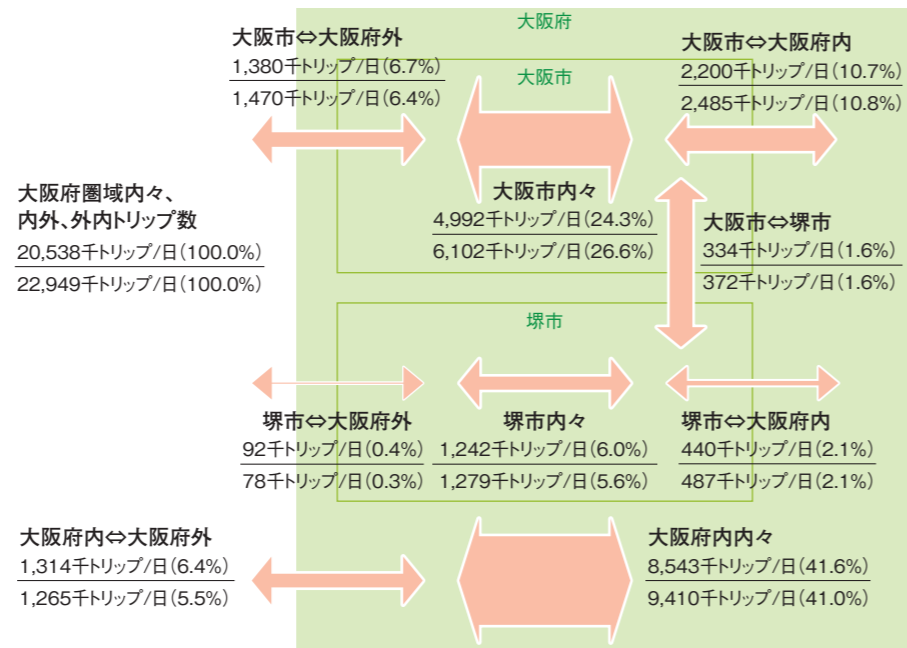 大阪府
大阪市⇔大阪府外
1,380千トリップ/日(6.7%)
1,470千トリップ/日(6.4%)
大阪市
大阪市⇔大阪府内
2,200千トリップ/日(10.7%)
2,485千トリップ/日(10.8%)
大阪府圏域内々、
内外、外内トリップ数
20,538千トリップ/日(100.0%)
22,949千トリップ/日(100.0%)
大阪市内々
4,992千トリップ/日(24.3%)
6,102千トリップ/日(26.6%)
大阪市⇔堺市
334千トリップ/日(1.6%)
372千トリップ/日(1.6%)
堺市
堺市⇔大阪府外
92千トリップ/日(0.4%)
78千トリップ/日(0.3%)
堺市内々
1,242千トリップ/日(6.0%)
1,279千トリップ/日(5.6%)
堺市⇔大阪府内
440千トリップ/日(2.1%)
487千トリップ/日(2.1%)
大阪府内⇔大阪府外
1,314千トリップ/日(6.4%)
1,265千トリップ/日(5.5%)
大阪府内内々
8,543千トリップ/日(41.6%)
9,410千トリップ/日(41.0%)